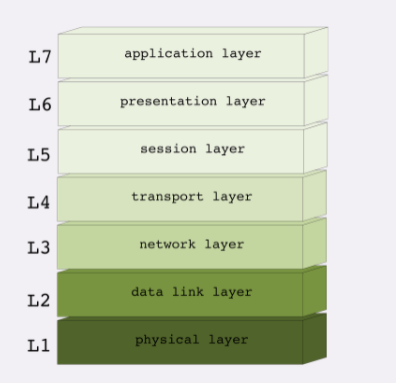 L7 application layer
L6 presentation layer
L5 session layer
L4 transport layer
L3 network layer
L2 data link layer
L1 physical layer